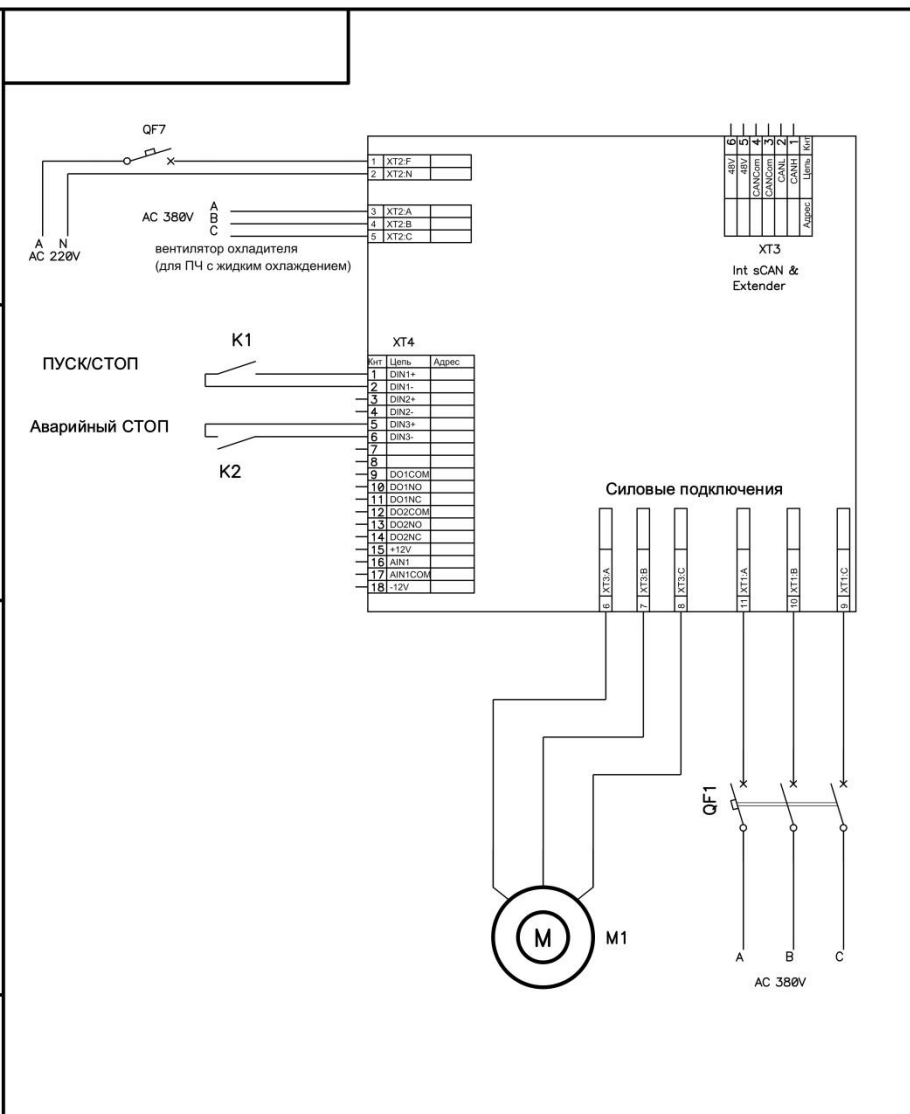 QF7
1 XT2:F
2 XT2:N
3 XT2:A
4 XT2:B
5 XT2:C
AC 380V
A
B
C
A N
AC 220V
вентилятор охладителя
(для ПЧ с жидким охлаждением)
6 5 4 3 2 1 Кнт
48V 48V CANCom CANCom CANL CANH Цепь
Адрес
XT3
Int sCAN &
Extender
K1
ПУСК/СТОП
Аварийный СТОП
K2
XT4
Кнт Цепь Адрес
1 DIN1+
2 DIN1-
3 DIN2+
4 DIN2-
5 DIN3+
6 DIN3-
7
8
9 DO1COM
10 DO1NO
11 DO1NC
12 DO2COM
13 DO2NO
14 DO2NC
15 +12V
16 AIN1
17 AIN1COM
18 -12V
Силовые подключения
6 XT3:A
7 XT3:B
8 XT3:C
11 XT1:A
10 XT1:B
9 XT1:C
QF1
M
M1
A B C
AC 380V